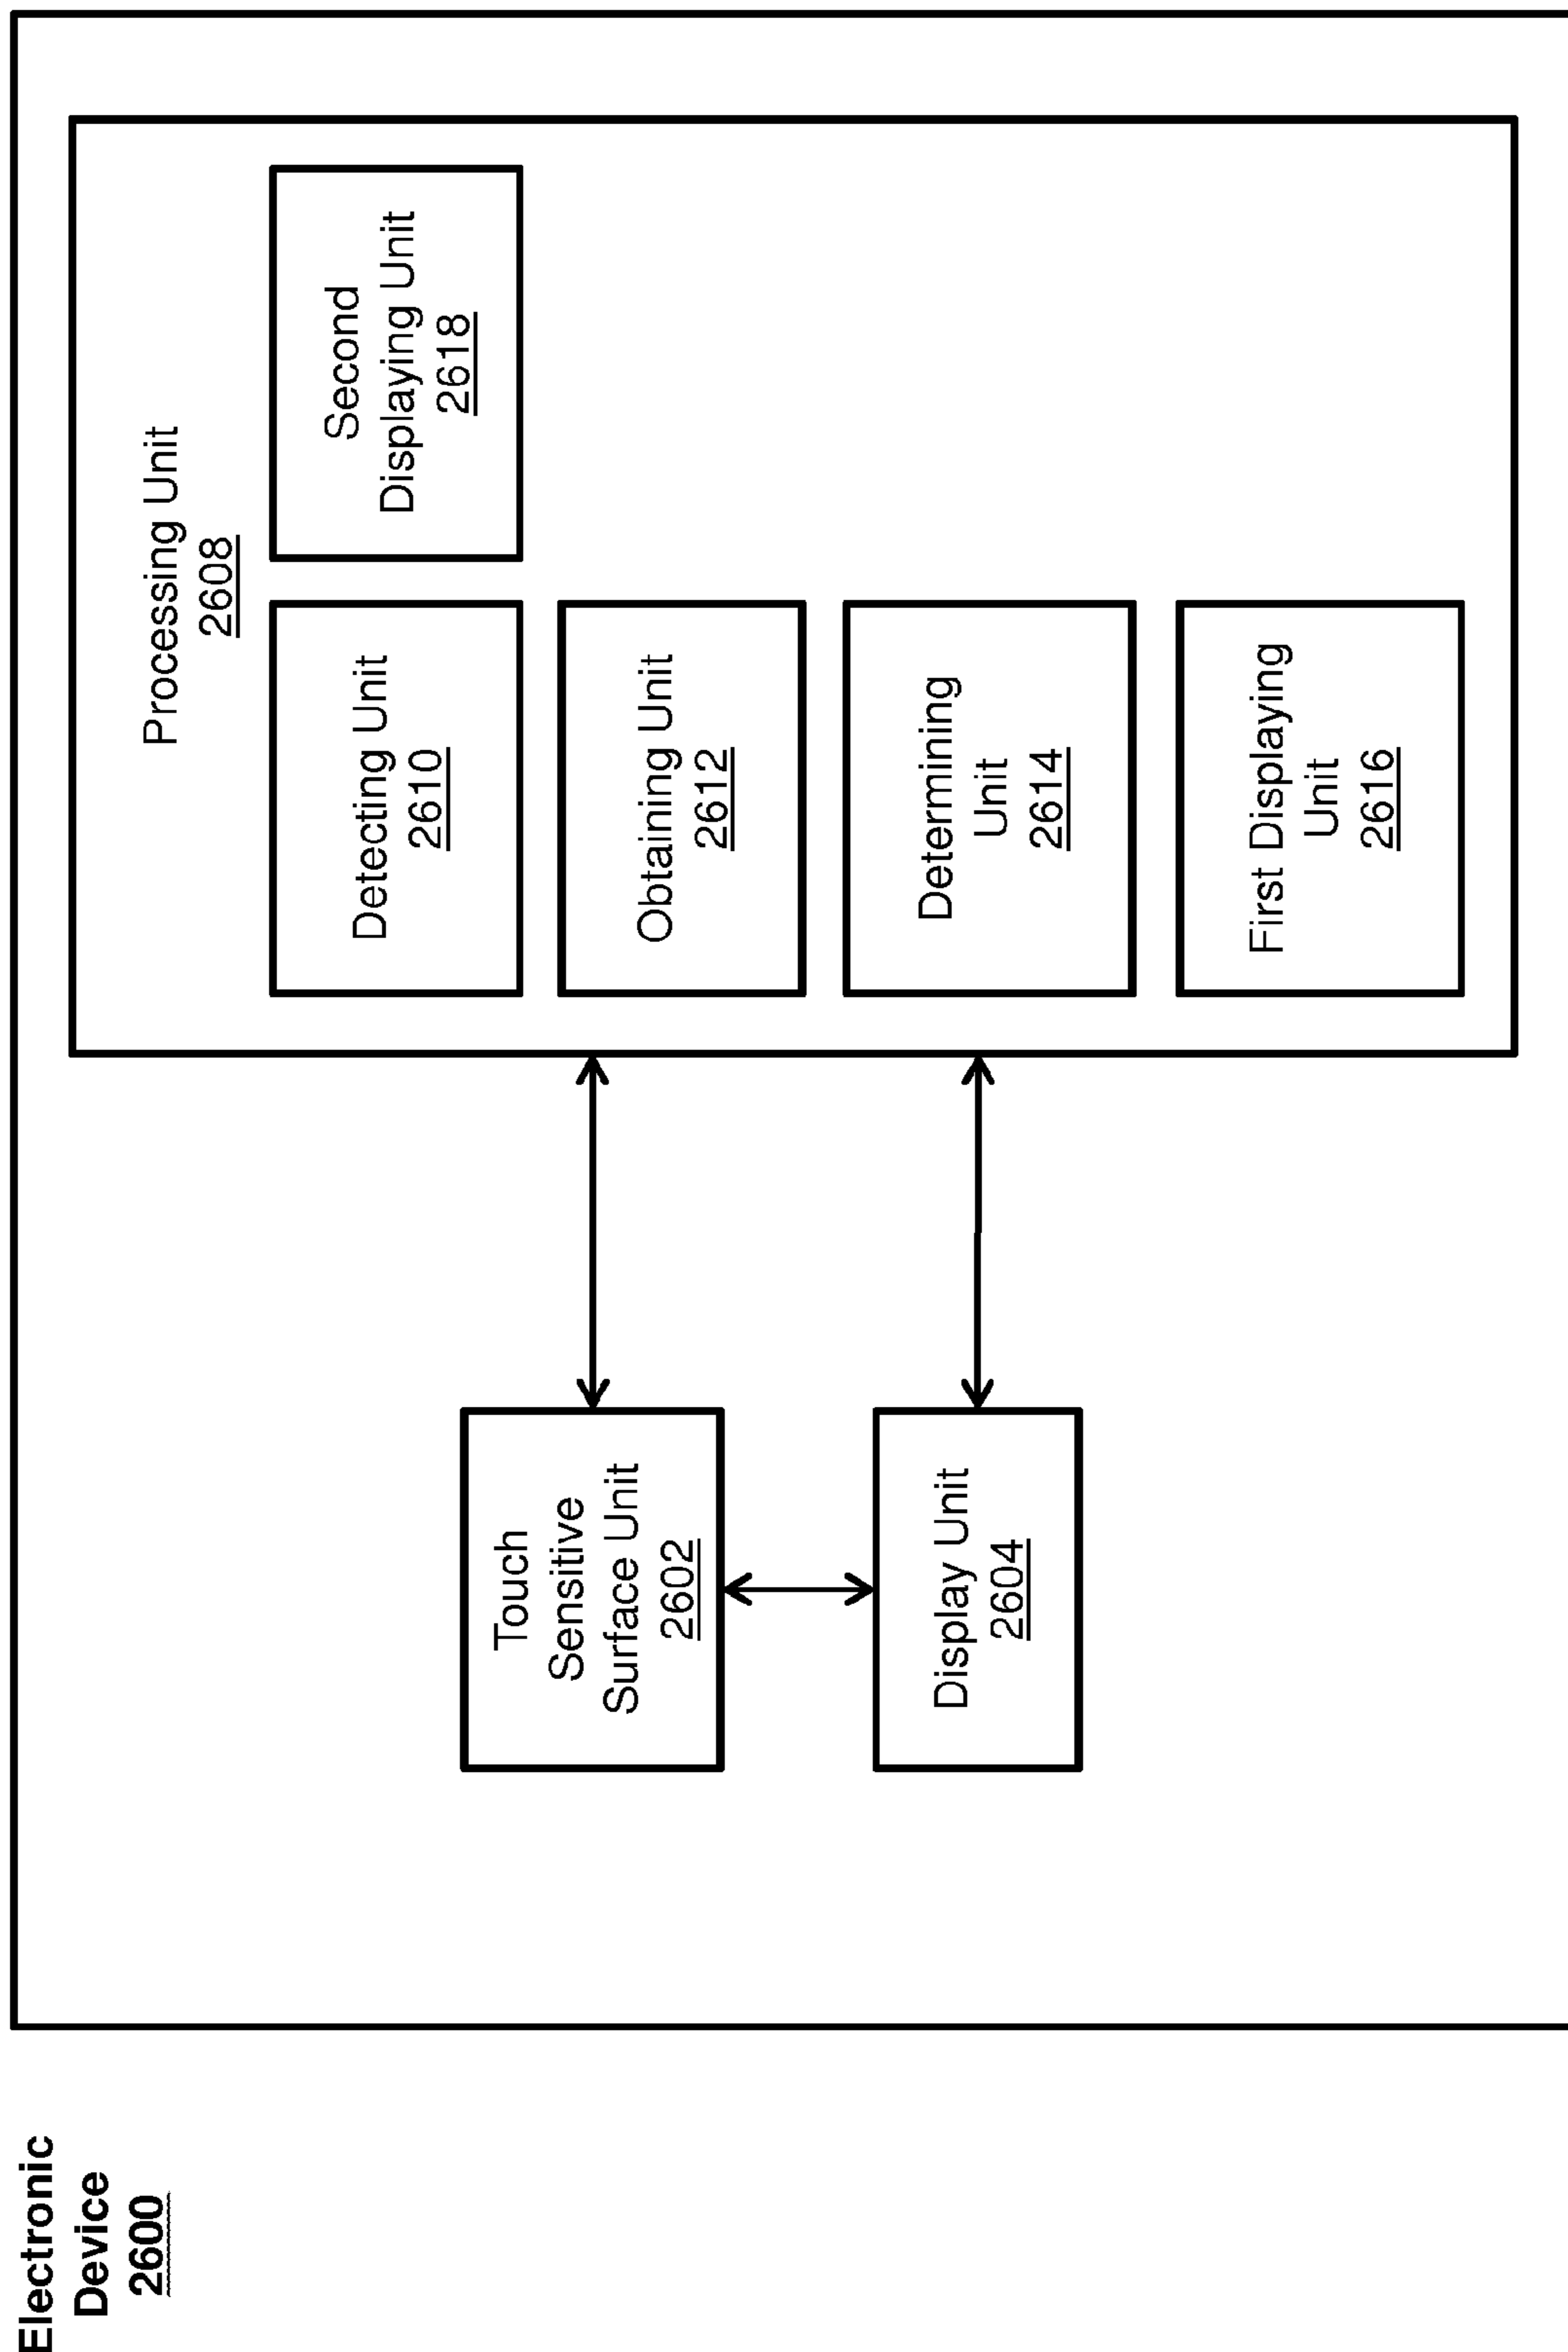 Electronic
Device
2600
Touch
Sensitive
Surface Unit
2602
Display Unit
2604
Processing Unit
2608
Detecting Unit
2610
Second
Displaying Unit
2618
Obtaining Unit
2612
Determining
Unit
2614
First Displaying
Unit
2616